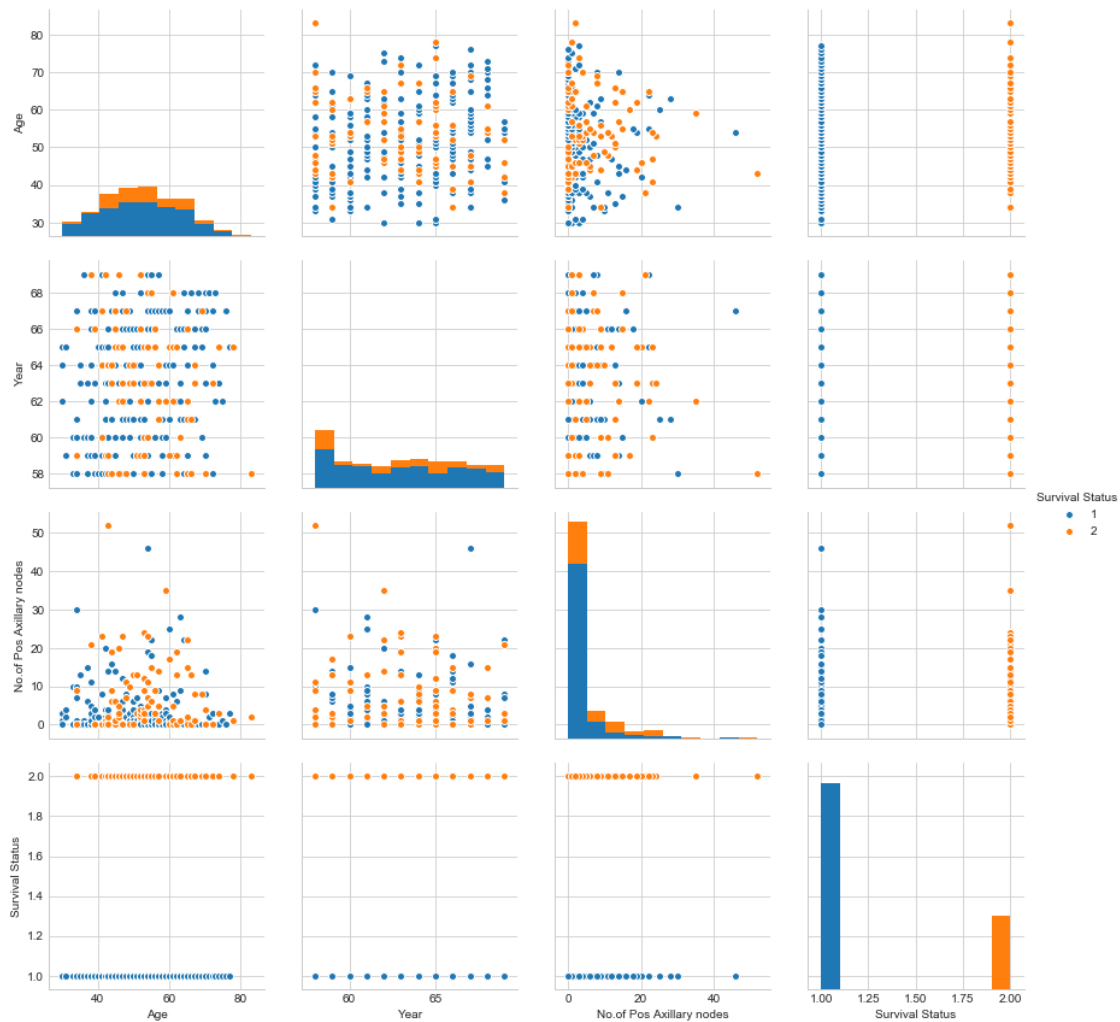 80
70
60
50
40
30
Age
68
66
64
62
60
58
Year
Survival Status
1
2
50
40
30
20
10
0
No.of Pos Axillary nodes
2.0
1.8
1.6
1.4
1.2
1.0
Survival Status
40 60 80
60 65
0 20 40
1.00 1.25 1.50 1.75 2.00
Age
Year
No.of Pos Axillary nodes
Survival Status